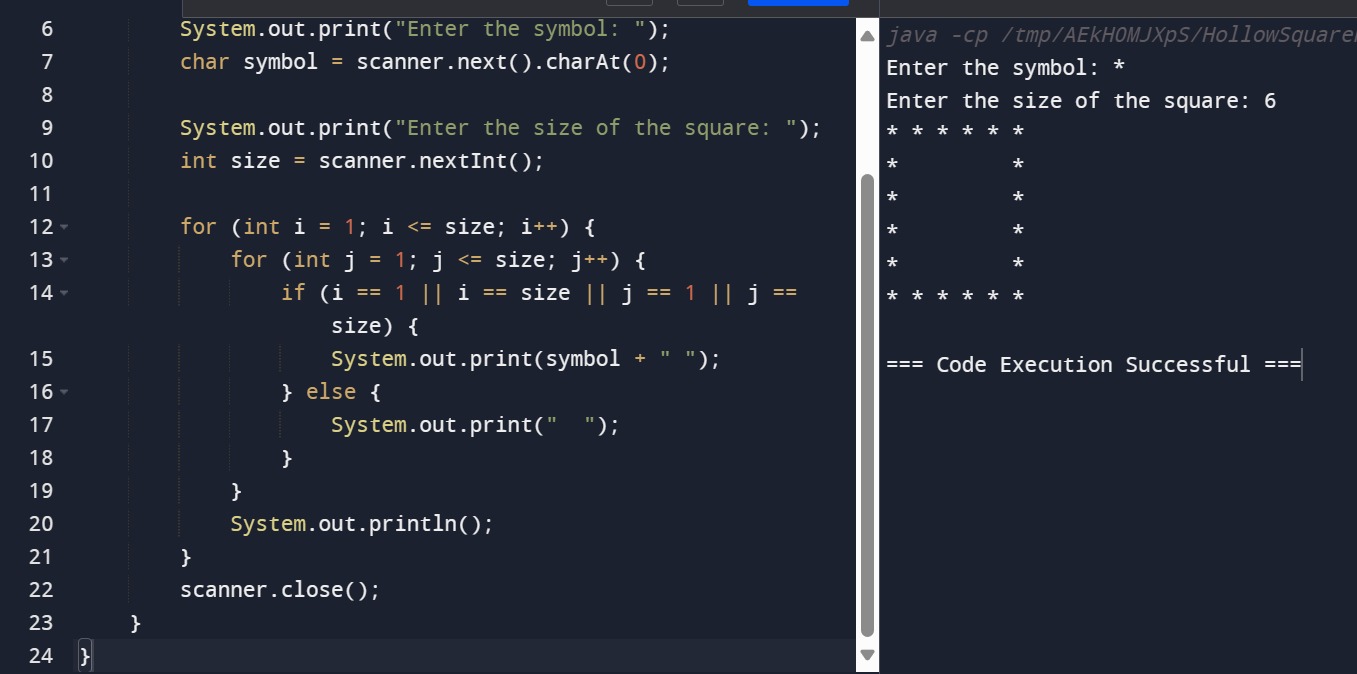 6 System.out.print("Enter the symbol: ");
7 char symbol = scanner.next().charAt(0);
8
9 System.out.print("Enter the size of the square: ");
10 int size = scanner.nextInt();
11
12 for (int i = 1; i <= size; i++) {
13 for (int j = 1; j <= size; j++) {
14 if (i == 1 || i == size || j == 1 || j ==
size) {
15 System.out.print(symbol + " ");
16 } else {
17 System.out.print("  ");
18 }
19 }
20 System.out.println();
21 }
22 scanner.close();
23 }
24 }
java -cp /tmp/AEkHOMJXpS/HollowSquare
Enter the symbol: *
Enter the size of the square: 6
* * * * * *
*         *
*         *
*         *
*         *
* * * * * *
=== Code Execution Successful ===